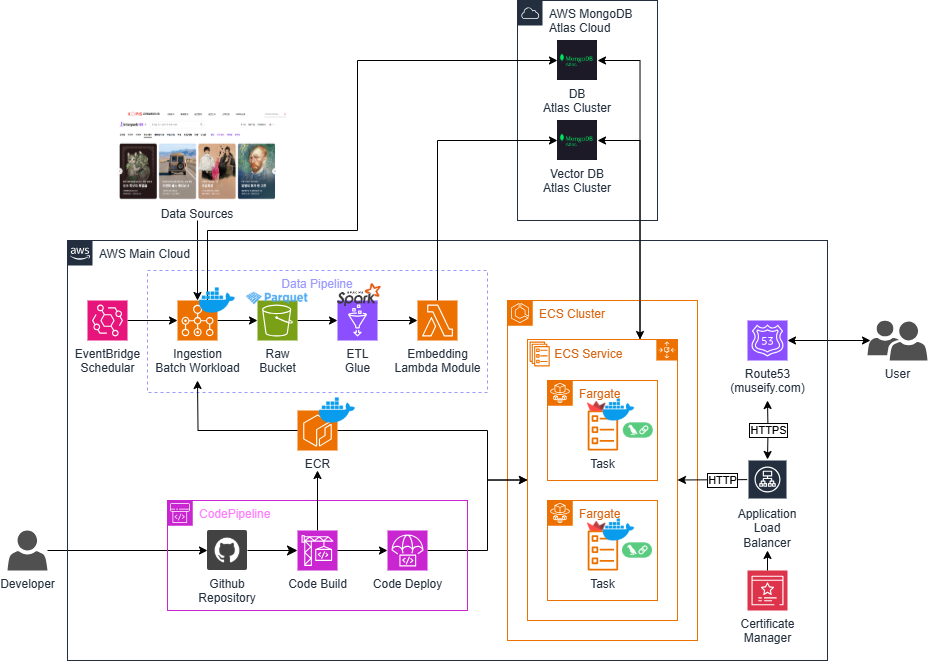 AWS MongoDB
Atlas Cloud
MongoDB
Atlas
DB
Atlas Cluster
MongoDB
Atlas
Vector DB
Atlas Cluster
Data Sources
aws
AWS Main Cloud
Data Pipeline
Parquet
APACHE
Spark
EventBridge
Schedular
Ingestion
Batch Workload
Raw
Bucket
ETL
Glue
Embedding
Lambda Module
ECS Cluster
ECS Service
Fargate
Task
Fargate
Task
53
Route53
(museify.com)
User
HTTPS
HTTP
Application
Load
Balancer
Certificate
Manager
ECR
CodePipeline
Developer
Github
Repository
Code Build
Code Deploy